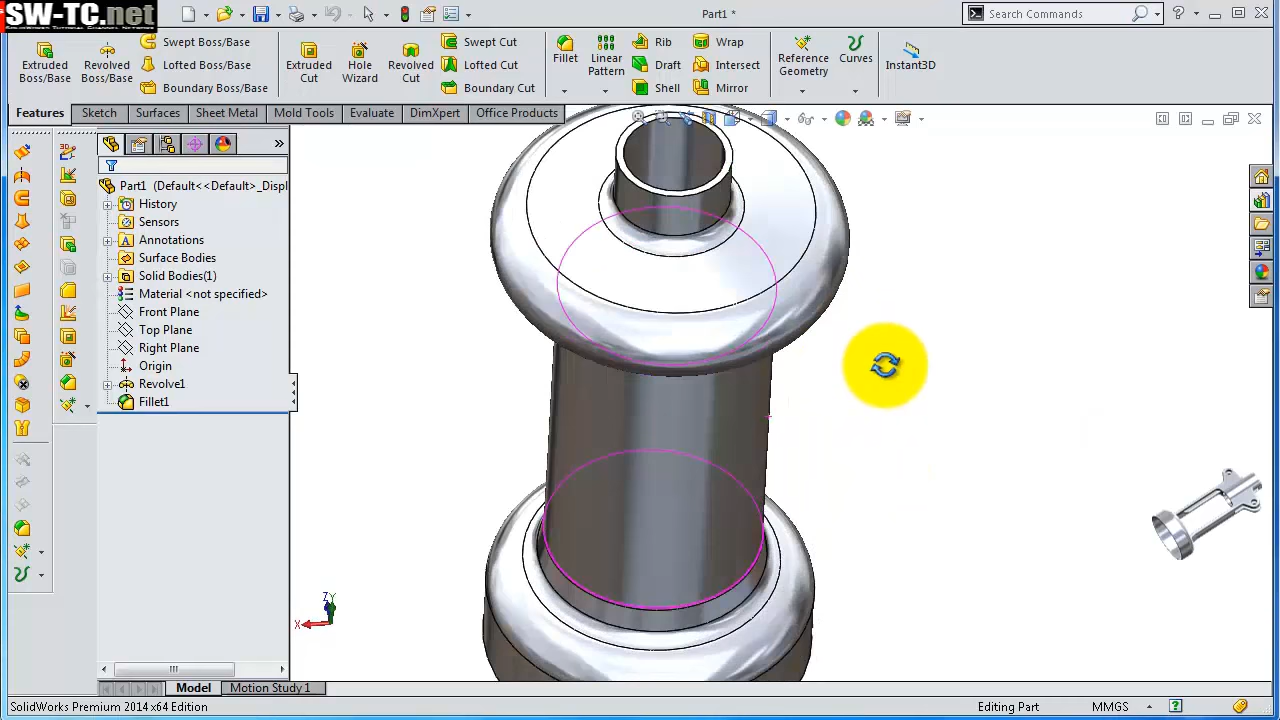 SW-TC.net
SolidWorks Tutorial Channel Network
Part1 *
Search Commands
Extruded Boss/Base
Revolved Boss/Base
Swept Boss/Base
Lofted Boss/Base
Boundary Boss/Base
Extruded Cut
Hole Wizard
Revolved Cut
Swept Cut
Lofted Cut
Boundary Cut
Fillet
Linear Pattern
Rib
Draft
Shell
Wrap
Intersect
Mirror
Reference Geometry
Curves
Instant3D
Features
Sketch
Surfaces
Sheet Metal
Mold Tools
Evaluate
DimXpert
Office Products
Part1 (Default<<Default>_Displ
History
Sensors
Annotations
Surface Bodies
Solid Bodies(1)
Material <not specified>
Front Plane
Top Plane
Right Plane
Origin
Revolve1
Fillet1
Z
Y
X
Model
Motion Study 1
SolidWorks Premium 2014 x64 Edition
Editing Part
MMGS